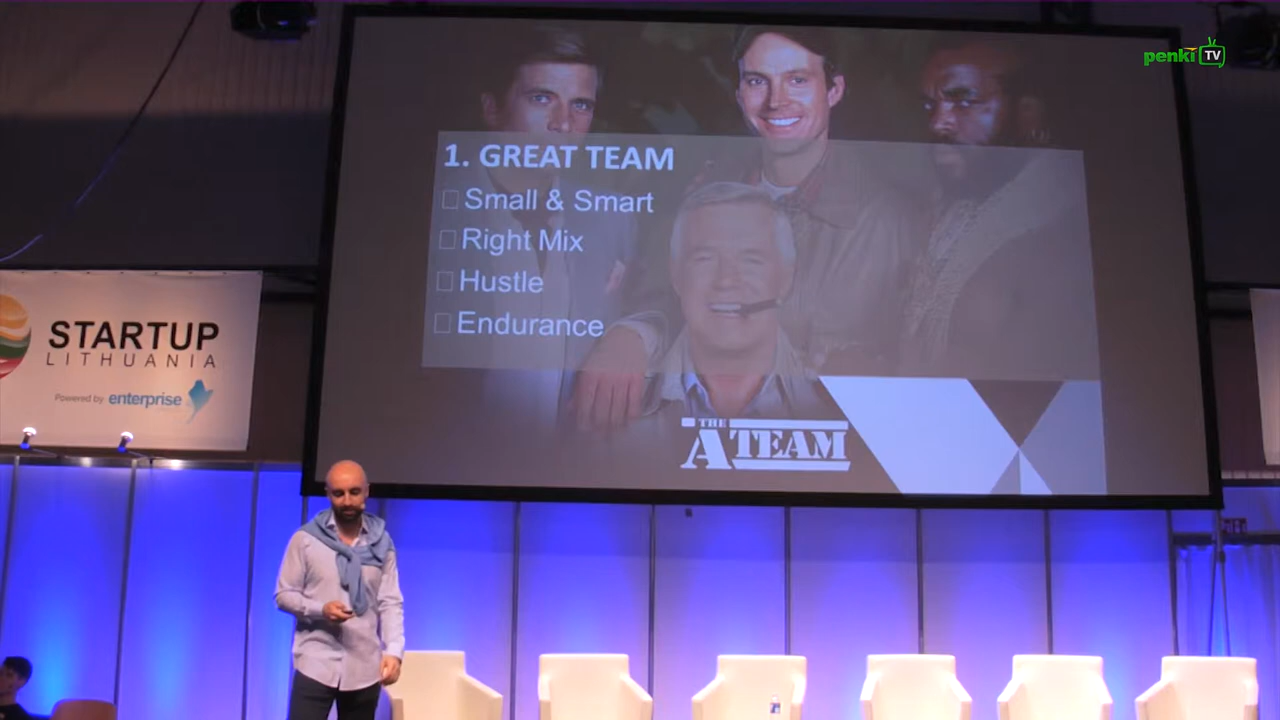 penki TV
1. GREAT TEAM
Small & Smart
Right Mix
Hustle
Endurance
THE
A TEAM
STARTUP
LITHUANIA
Powered by enterprise